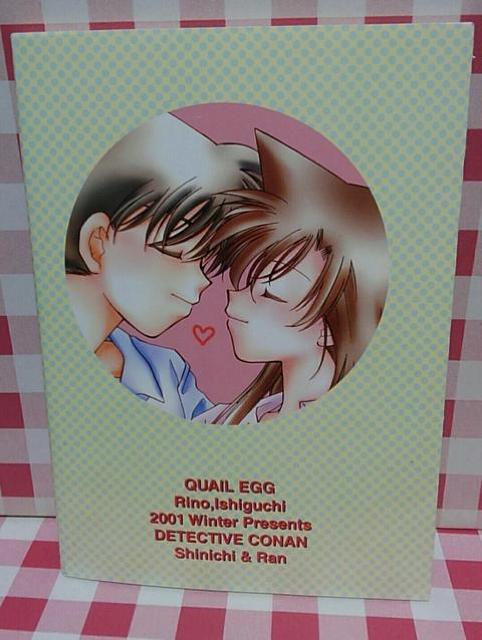 QUAIL EGG
Rino,Ishiguchi
2001 Winter Presents
DETECTIVE CONAN
Shinichi & Ran